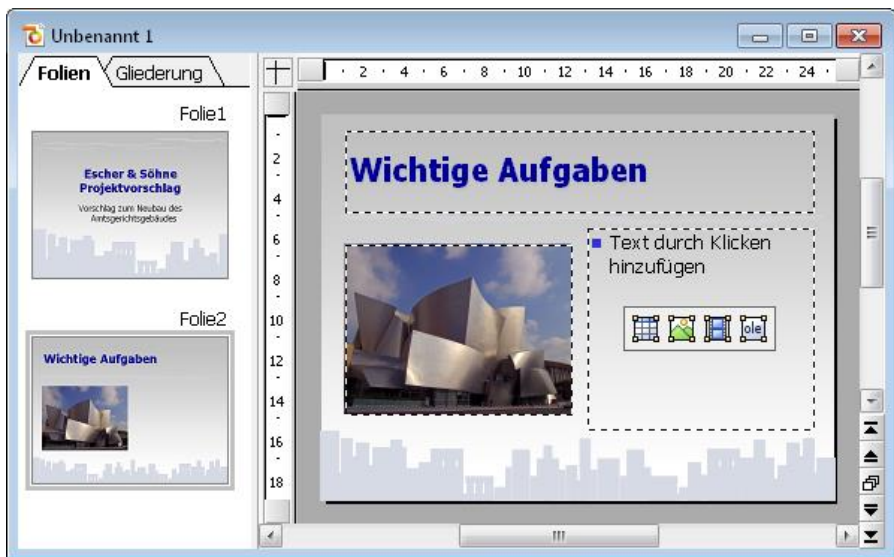 Unbenannt 1
Folien Gliederung
Folie1
Escher & Söhne
Projektvorschlag
Vorschlag zum Neubau des
Amtsgerichtsgebäudes
Folie2
Wichtige Aufgaben
2 4 6 8 10 12 14 16 18 20 22 24
2
4
6
8
10
12
14
16
18
Wichtige Aufgaben
Text durch Klicken
hinzufügen
ole